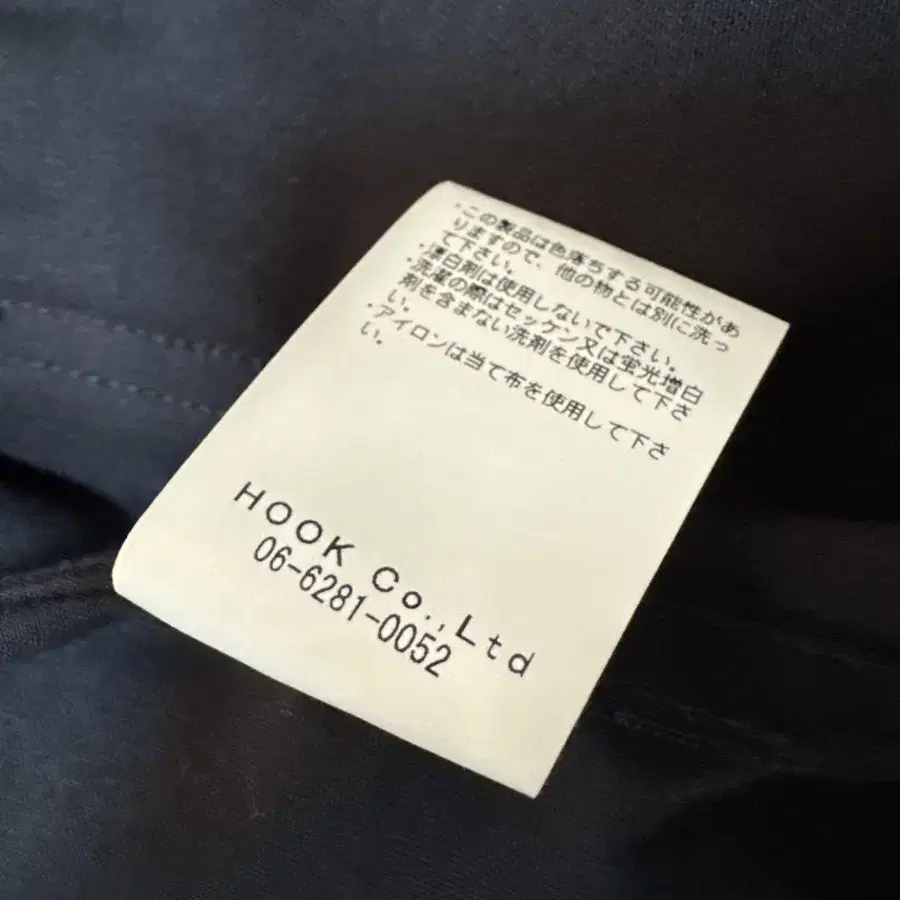 ・この製品は色落ちする可能性があ
りますので、他の物とは別に洗っ
て下さい。
・漂白剤は使用しないで下さい。
・洗濯の際はセッケン又は蛍光増白
剤を含まない洗剤を使用して下さ
い。
・アイロンは当て布を使用して下さ
い。
HOOK Co.,Ltd
06-6281-0052